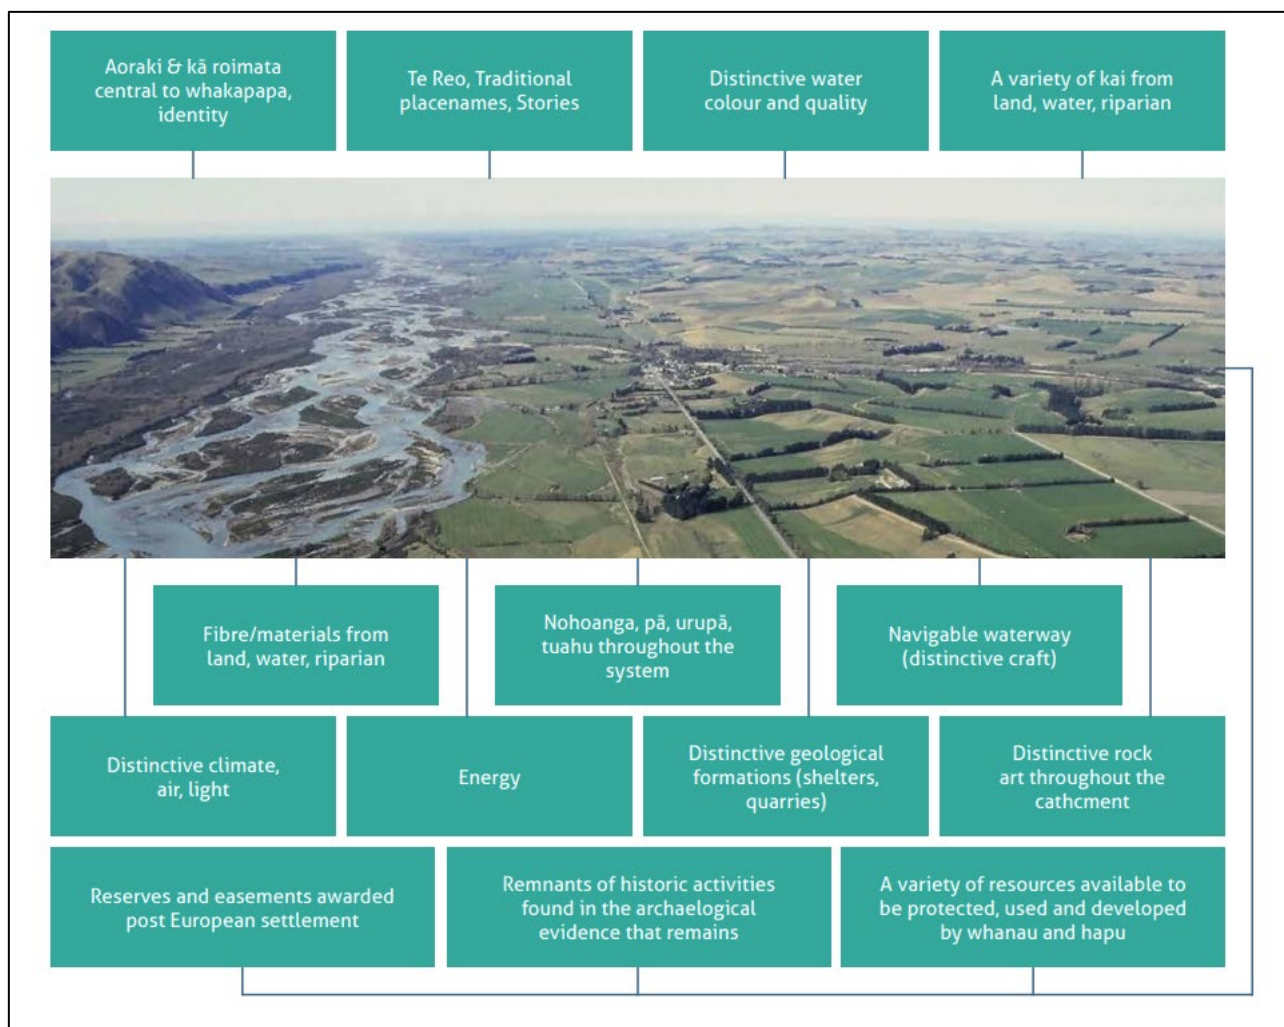 Aoraki & kā roimata
central to whakapapa,
identity
Te Reo, Traditional
placenames, Stories
Distinctive water
colour and quality
A variety of kai from
land, water, riparian
Fibre/materials from
land, water, riparian
Nohoanga, pā, urupā,
tuahu throughout the
system
Navigable waterway
(distinctive craft)
Distinctive climate,
air, light
Energy
Distinctive geological
formations (shelters,
quarries)
Distinctive rock
art throughout the
cathcment
Reserves and easements awarded
post European settlement
Remnants of historic activities
found in the archaelogical
evidence that remains
A variety of resources available to
be protected, used and developed
by whanau and hapu